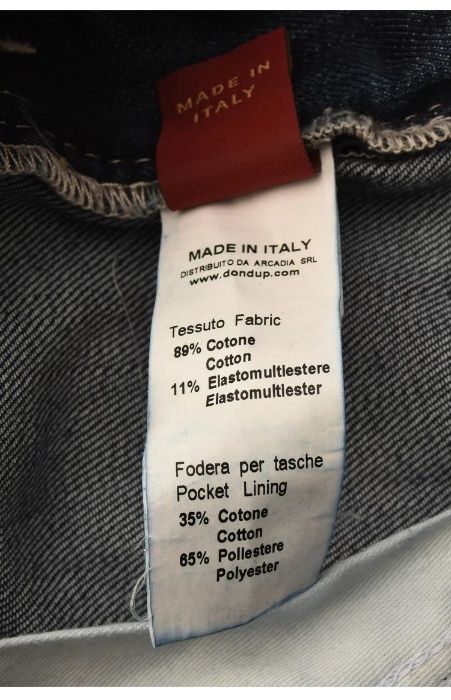 MADE IN
ITALY
MADE IN ITALY
DISTRIBUITO DA ARCADIA SRL
www.dondup.com
Tessuto Fabric
89% Cotone
Cotton
11% Elastomultiestere
Elastomultiester
Fodera per tasche
Pocket Lining
35% Cotone
Cotton
65% Poliestere
Polyester